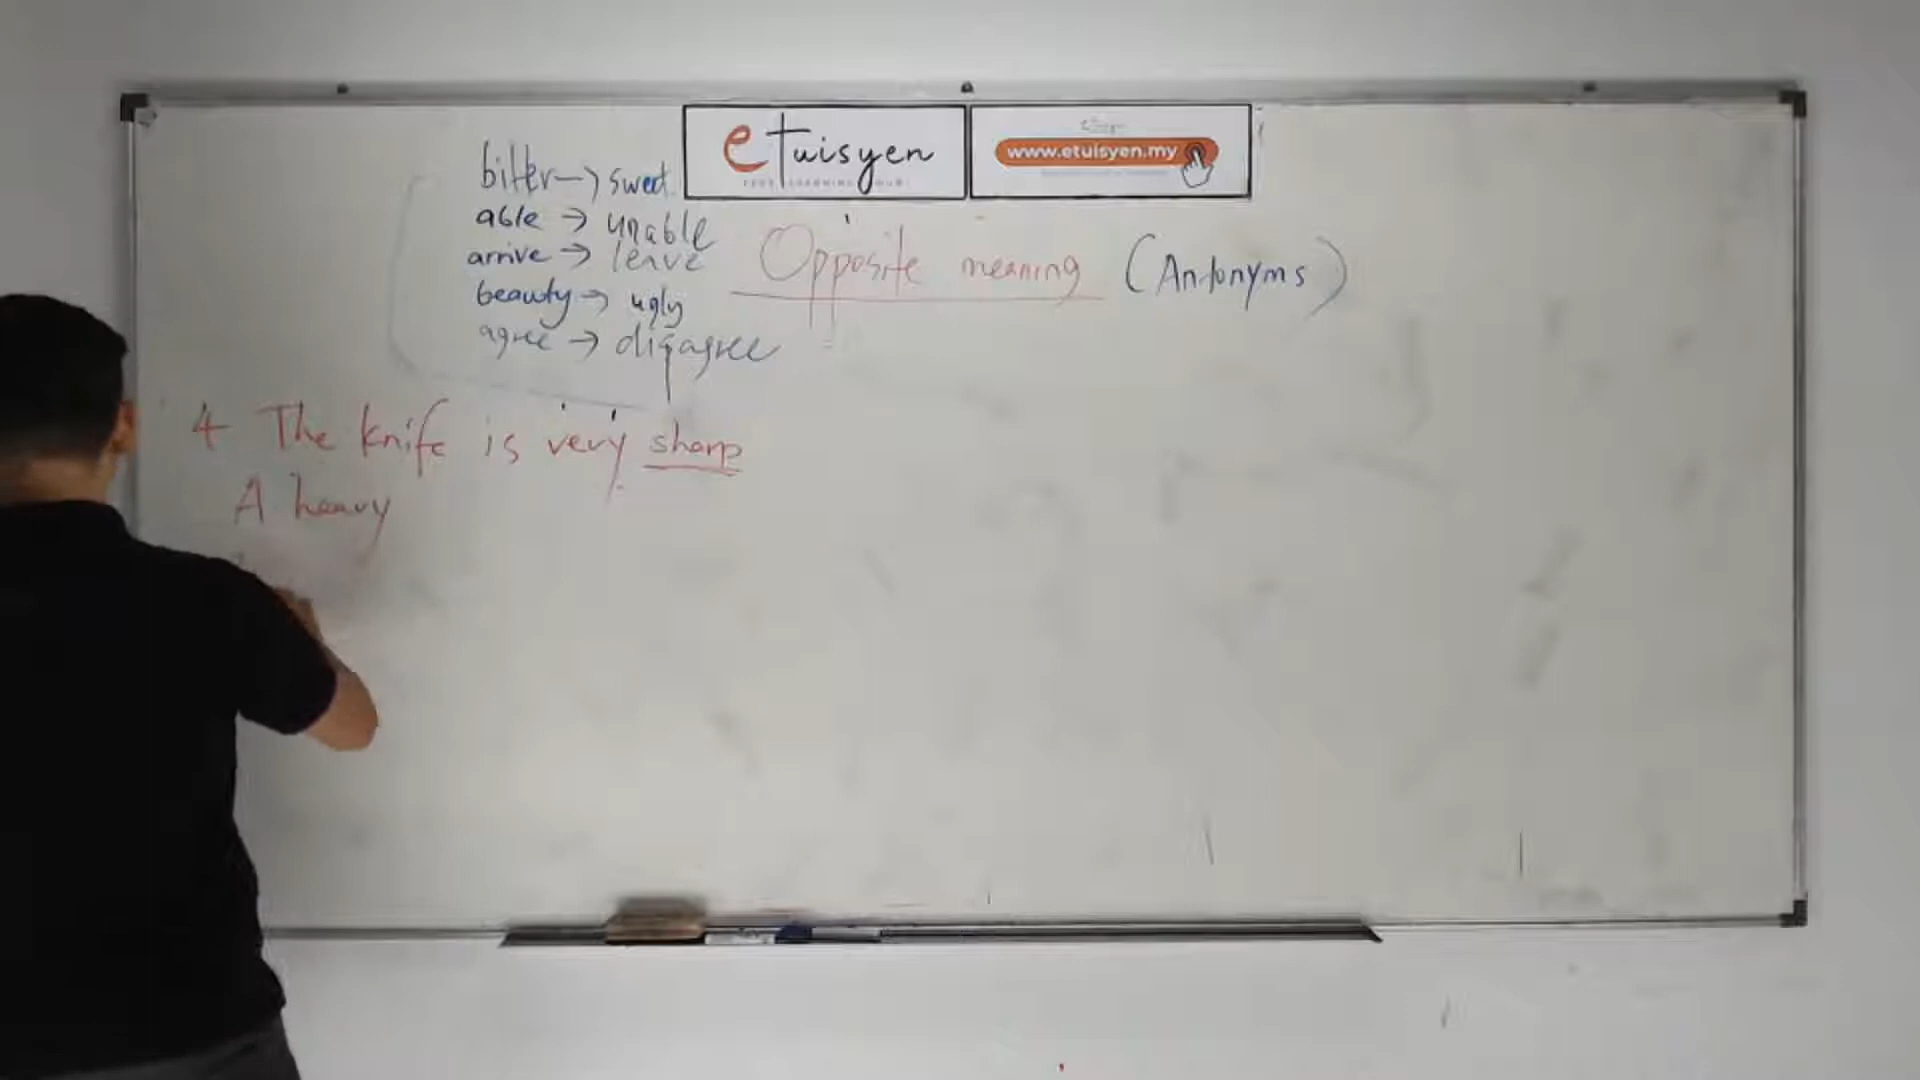 eTuisyen
www.etuisyen.my
bitter → sweet
able → unable
arrive → leave
beauty → ugly
agree → disagree
Opposite meaning (Antonyms)
4 The knife is very sharp
A heavy